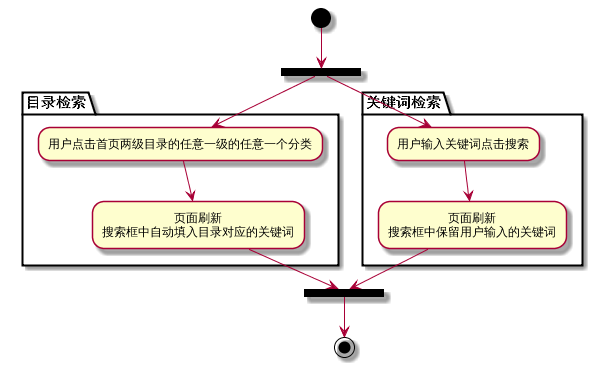 目录检索
关键词检索
用户点击首页两级目录的任意一级的任意一个分类
用户输入关键词点击搜索
页面刷新
搜索框中自动填入目录对应的关键词
页面刷新
搜索框中保留用户输入的关键词